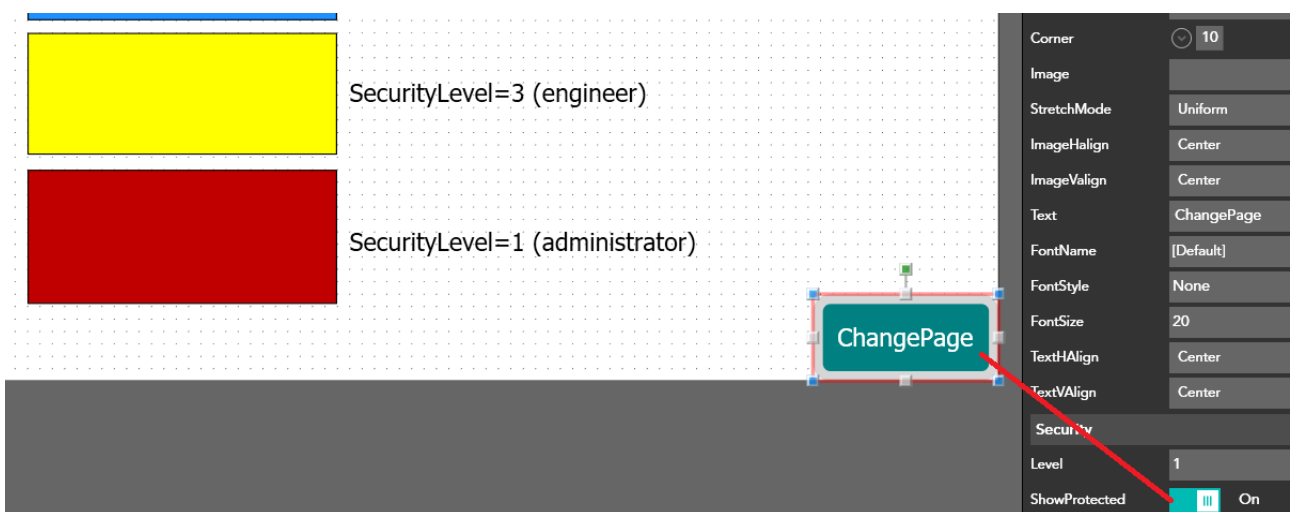 SecurityLevel=3 (engineer)
SecurityLevel=1 (administrator)
ChangePage
Corner 10
Image
StretchMode Uniform
ImageHalign Center
ImageValign Center
Text ChangePage
FontName [Default]
FontStyle None
FontSize 20
TextHAlign Center
TextVAlign Center
Security
Level 1
ShowProtected On